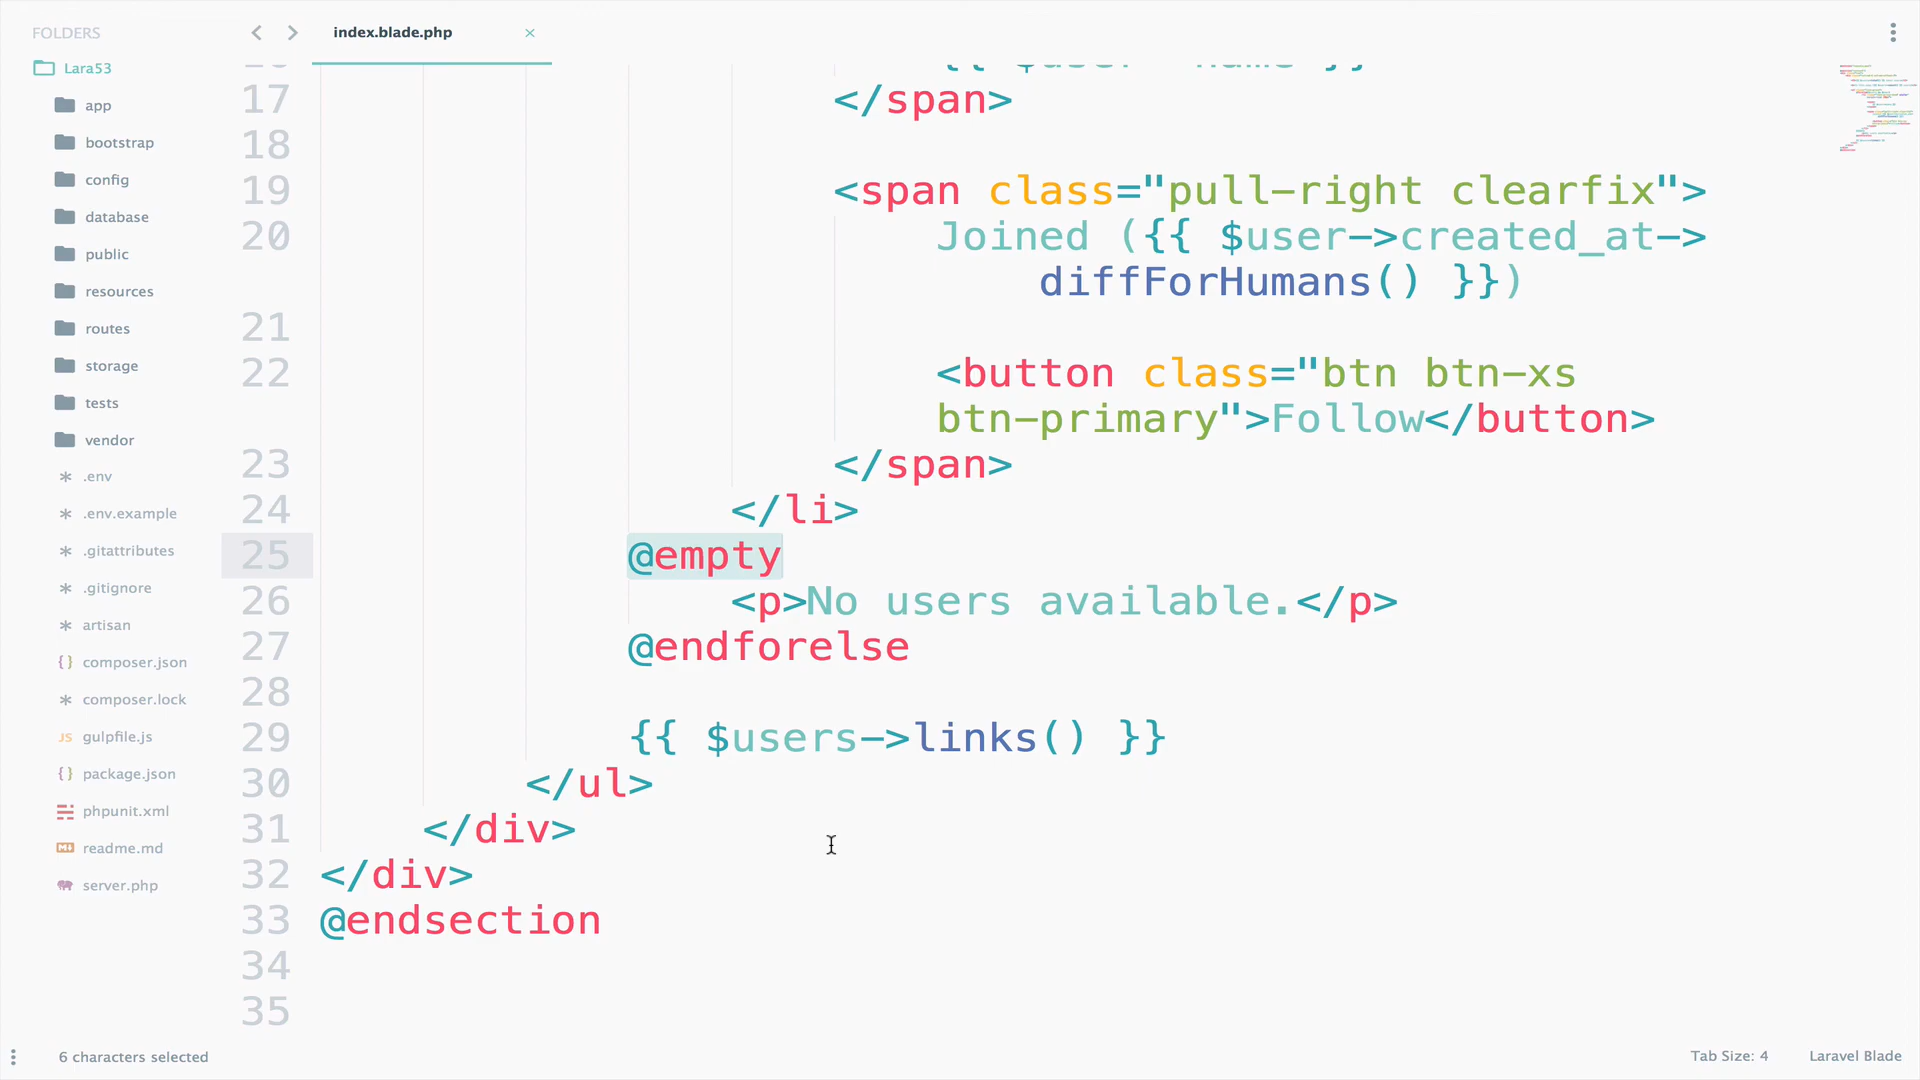 FOLDERS
Lara53
app
bootstrap
config
database
public
resources
routes
storage
tests
vendor
.env
.env.example
.gitattributes
.gitignore
artisan
composer.json
composer.lock
gulpfile.js
package.json
phpunit.xml
readme.md
server.php
index.blade.php ×
17 </span>
18
19 <span class="pull-right clearfix">
20 Joined ({{ $user->created_at->
diffForHumans() }})
21
22 <button class="btn btn-xs
btn-primary">Follow</button>
23 </span>
24 </li>
25 @empty
26 <p>No users available.</p>
27 @endforelse
28
29 {{ $users->links() }}
30 </ul>
31 </div>
32 </div>
33 @endsection
34
35
6 characters selected
Tab Size: 4
Laravel Blade